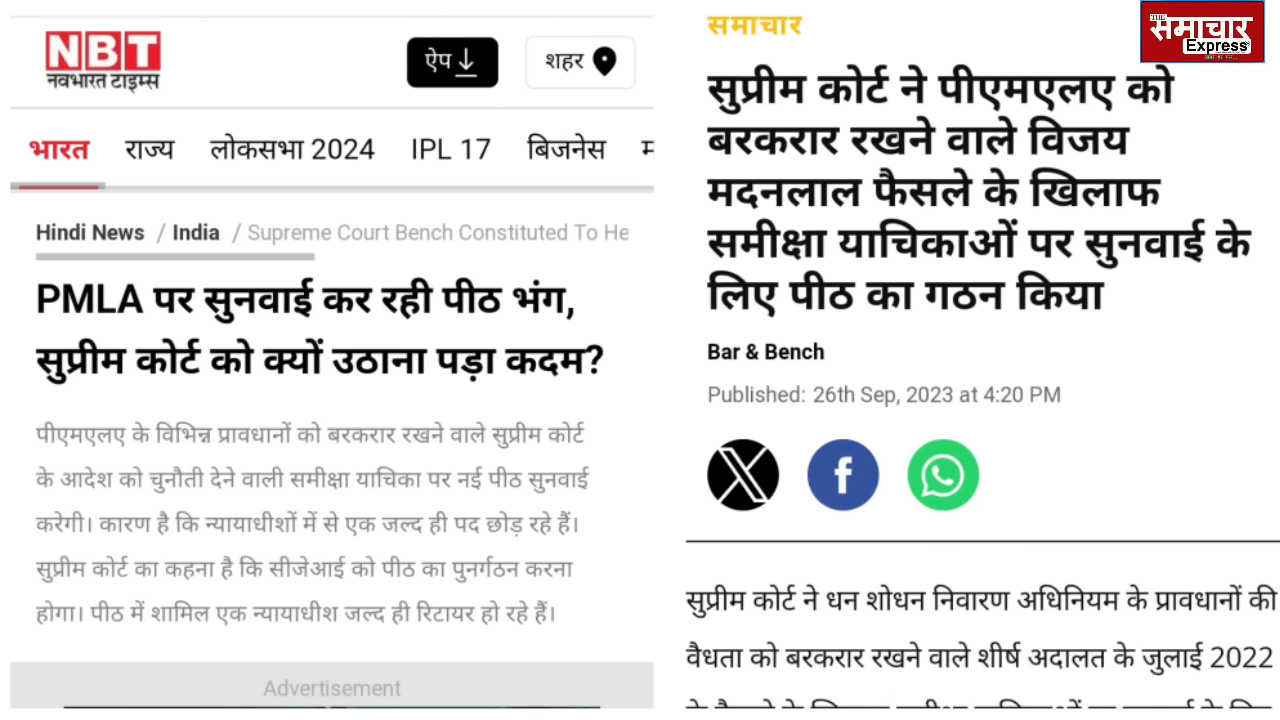 NBT
नवभारत टाइम्स
ऐप
शहर
भारत राज्य लोकसभा 2024 IPL 17 बिजनेस
Hindi News / India / Supreme Court Bench Constituted To He
PMLA पर सुनवाई कर रही पीठ भंग,
सुप्रीम कोर्ट को क्यों उठाना पड़ा कदम?
पीएमएलए के विभिन्न प्रावधानों को बरकरार रखने वाले सुप्रीम कोर्ट
के आदेश को चुनौती देने वाली समीक्षा याचिका पर नई पीठ सुनवाई
करेगी। कारण है कि न्यायाधीशों में से एक जल्द ही पद छोड़ रहे हैं।
सुप्रीम कोर्ट का कहना है कि सीजेआई को पीठ का पुनर्गठन करना
होगा। पीठ में शामिल एक न्यायाधीश जल्द ही रिटायर हो रहे हैं।
Advertisement
समाचार
THE
समाचार
Express
सुप्रीम कोर्ट ने पीएमएलए को
बरकरार रखने वाले विजय
मदनलाल फैसले के खिलाफ
समीक्षा याचिकाओं पर सुनवाई के
लिए पीठ का गठन किया
Bar & Bench
Published: 26th Sep, 2023 at 4:20 PM
सुप्रीम कोर्ट ने धन शोधन निवारण अधिनियम के प्रावधानों की
वैधता को बरकरार रखने वाले शीर्ष अदालत के जुलाई 2022